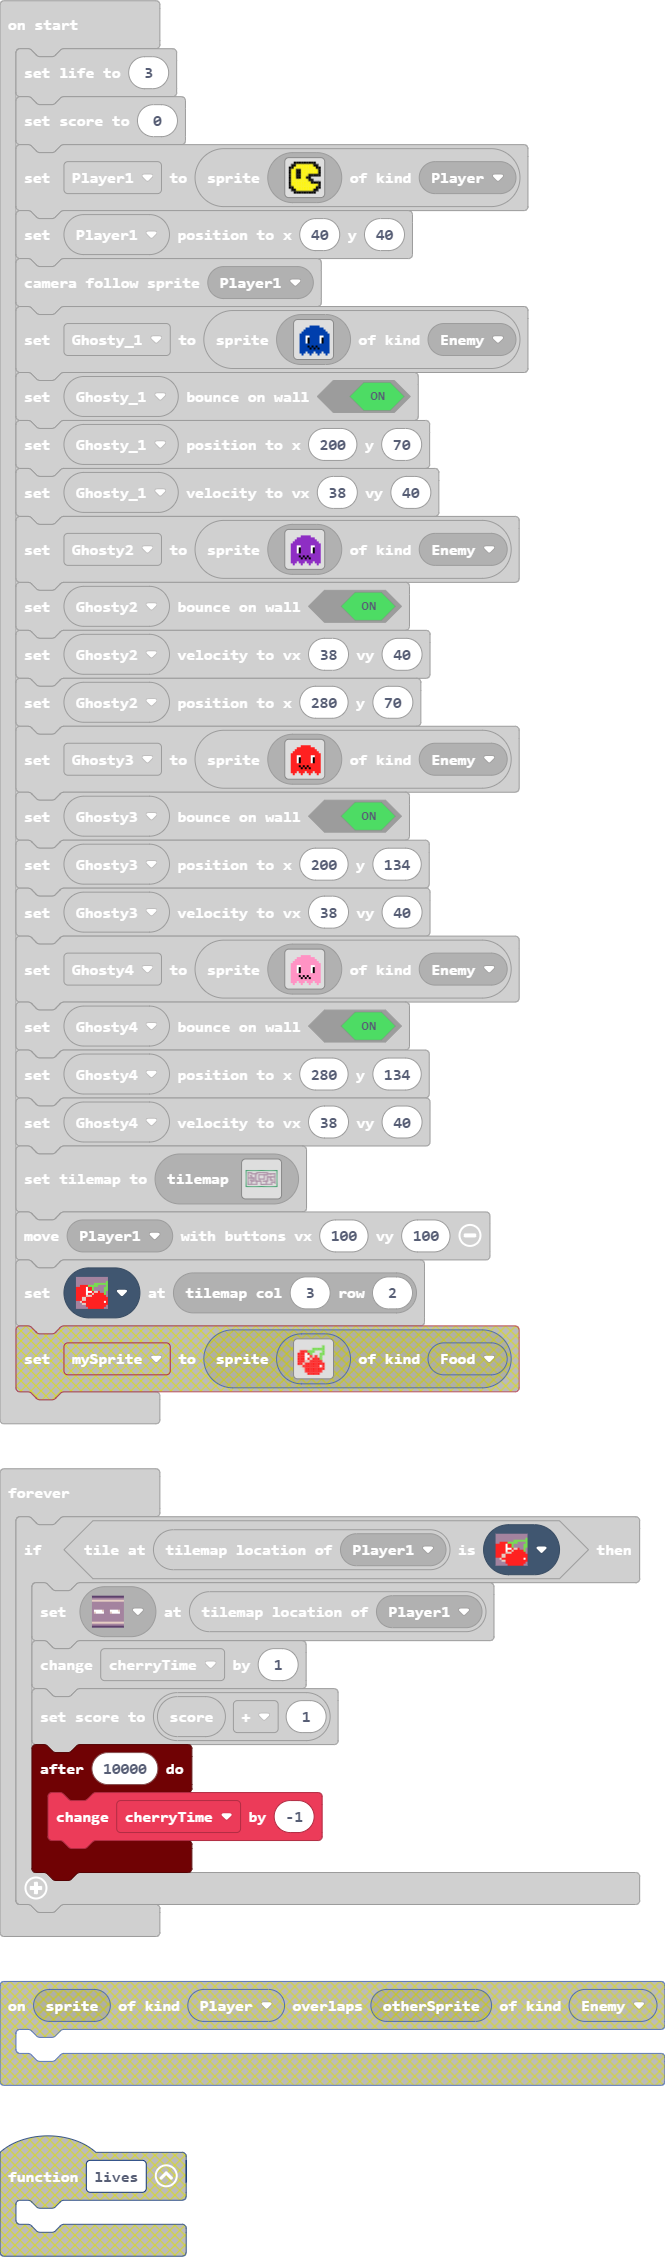 on start
set life to 3
set score to 0
set Player1 to sprite of kind Player
set Player1 position to x 40 y 40
camera follow sprite Player1
set Ghosty_1 to sprite of kind Enemy
set Ghosty_1 bounce on wall ON
set Ghosty_1 position to x 200 y 70
set Ghosty_1 velocity to vx 38 vy 40
set Ghosty2 to sprite of kind Enemy
set Ghosty2 bounce on wall ON
set Ghosty2 velocity to vx 38 vy 40
set Ghosty2 position to x 280 y 70
set Ghosty3 to sprite of kind Enemy
set Ghosty3 bounce on wall ON
set Ghosty3 position to x 200 y 134
set Ghosty3 velocity to vx 38 vy 40
set Ghosty4 to sprite of kind Enemy
set Ghosty4 bounce on wall ON
set Ghosty4 position to x 280 y 134
set Ghosty4 velocity to vx 38 vy 40
set tilemap to tilemap
move Player1 with buttons vx 100 vy 100
set at tilemap col 3 row 2
set mySprite to sprite of kind Food
forever
if tile at tilemap location of Player1 is then
set at tilemap location of Player1
change cherryTime by 1
set score to score + 1
after 10000 do
change cherryTime by -1
on sprite of kind Player overlaps otherSprite of kind Enemy
function lives